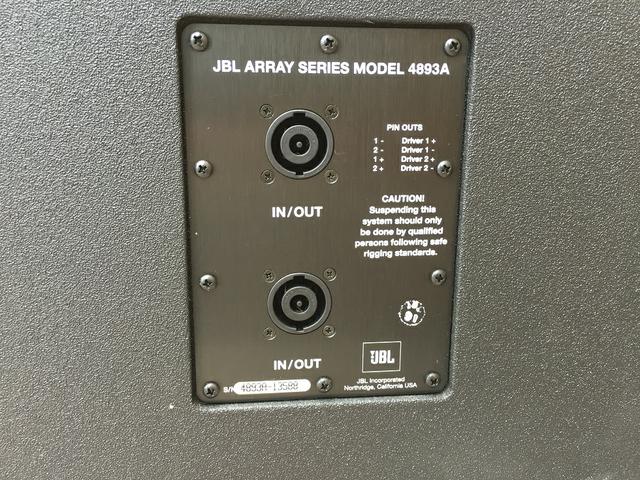 JBL ARRAY SERIES MODEL 4893A
PIN OUTS
1 - Driver 1 +
2 - Driver 1 -
1 + Driver 2 +
2 + Driver 2 -
IN/OUT
CAUTION!
Suspending this
system should only
be done by qualified
persons following safe
rigging standards.
IN/OUT
JBL
JBL Incorporated
Northridge, California USA
S/N 4893A-13588